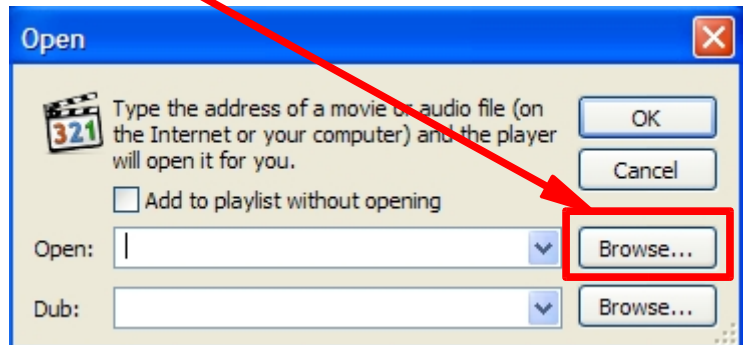 Open
321
Type the address of a movie or audio file (on
the Internet or your computer) and the player
will open it for you.
OK
Cancel
Add to playlist without opening
Open:
Browse...
Dub:
Browse...